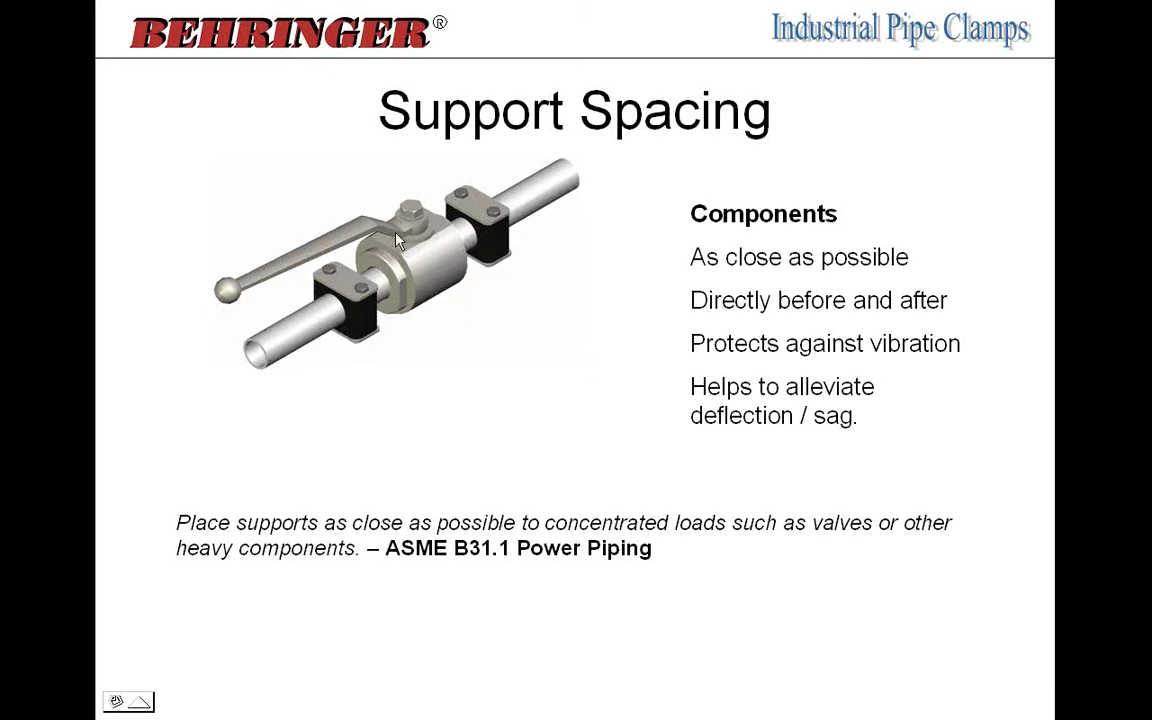 BEHRINGER®
Industrial Pipe Clamps
Support Spacing
Components
As close as possible
Directly before and after
Protects against vibration
Helps to alleviate
deflection / sag.
Place supports as close as possible to concentrated loads such as valves or other
heavy components. – ASME B31.1 Power Piping